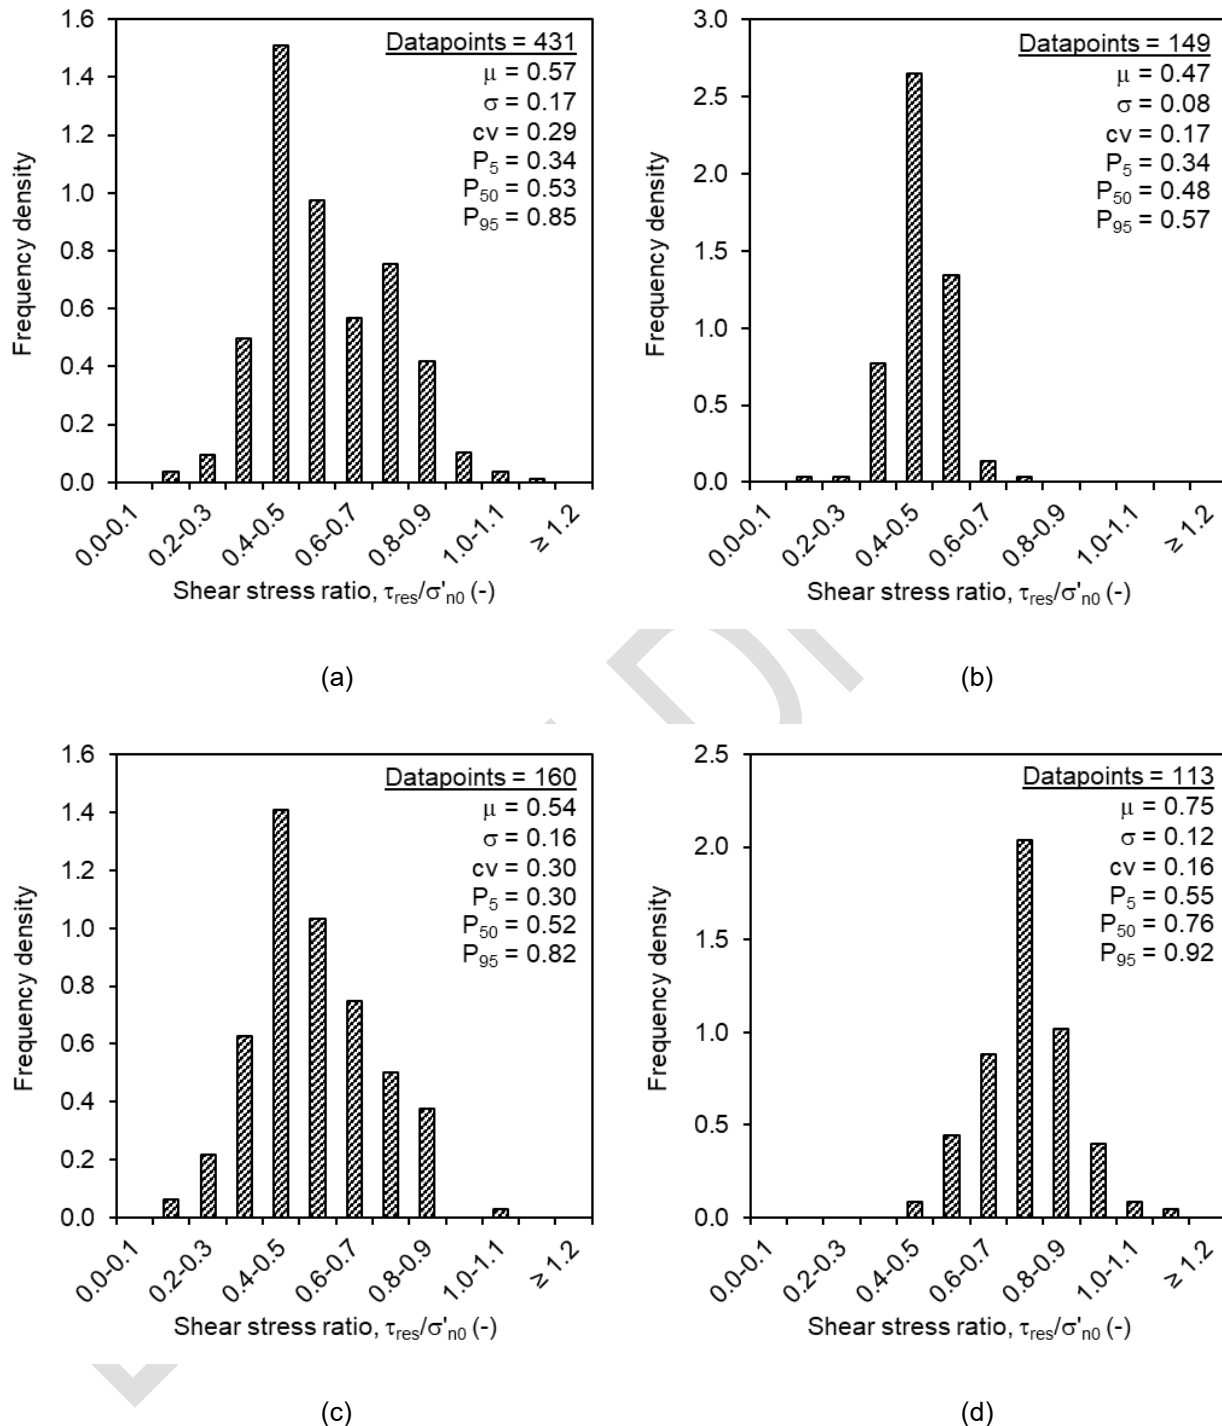 1.6
1.4
1.2
1.0
0.8
0.6
0.4
0.2
0.0
Frequency density
Datapoints = 431
μ = 0.57
σ = 0.17
cv = 0.29
P5 = 0.34
P50 = 0.53
P95 = 0.85
0.0-0.1
0.2-0.3
0.4-0.5
0.6-0.7
0.8-0.9
1.0-1.1
≥ 1.2
Shear stress ratio, τres/σ'n0 (-)
(a)
3.0
2.5
2.0
1.5
1.0
0.5
0.0
Frequency density
Datapoints = 149
μ = 0.47
σ = 0.08
cv = 0.17
P5 = 0.34
P50 = 0.48
P95 = 0.57
0.0-0.1
0.2-0.3
0.4-0.5
0.6-0.7
0.8-0.9
1.0-1.1
≥ 1.2
Shear stress ratio, τres/σ'n0 (-)
(b)
1.6
1.4
1.2
1.0
0.8
0.6
0.4
0.2
0.0
Frequency density
Datapoints = 160
μ = 0.54
σ = 0.16
cv = 0.30
P5 = 0.30
P50 = 0.52
P95 = 0.82
0.0-0.1
0.2-0.3
0.4-0.5
0.6-0.7
0.8-0.9
1.0-1.1
≥ 1.2
Shear stress ratio, τres/σ'n0 (-)
(c)
2.5
2.0
1.5
1.0
0.5
0.0
Frequency density
Datapoints = 113
μ = 0.75
σ = 0.12
cv = 0.16
P5 = 0.55
P50 = 0.76
P95 = 0.92
0.0-0.1
0.2-0.3
0.4-0.5
0.6-0.7
0.8-0.9
1.0-1.1
≥ 1.2
Shear stress ratio, τres/σ'n0 (-)
(d)